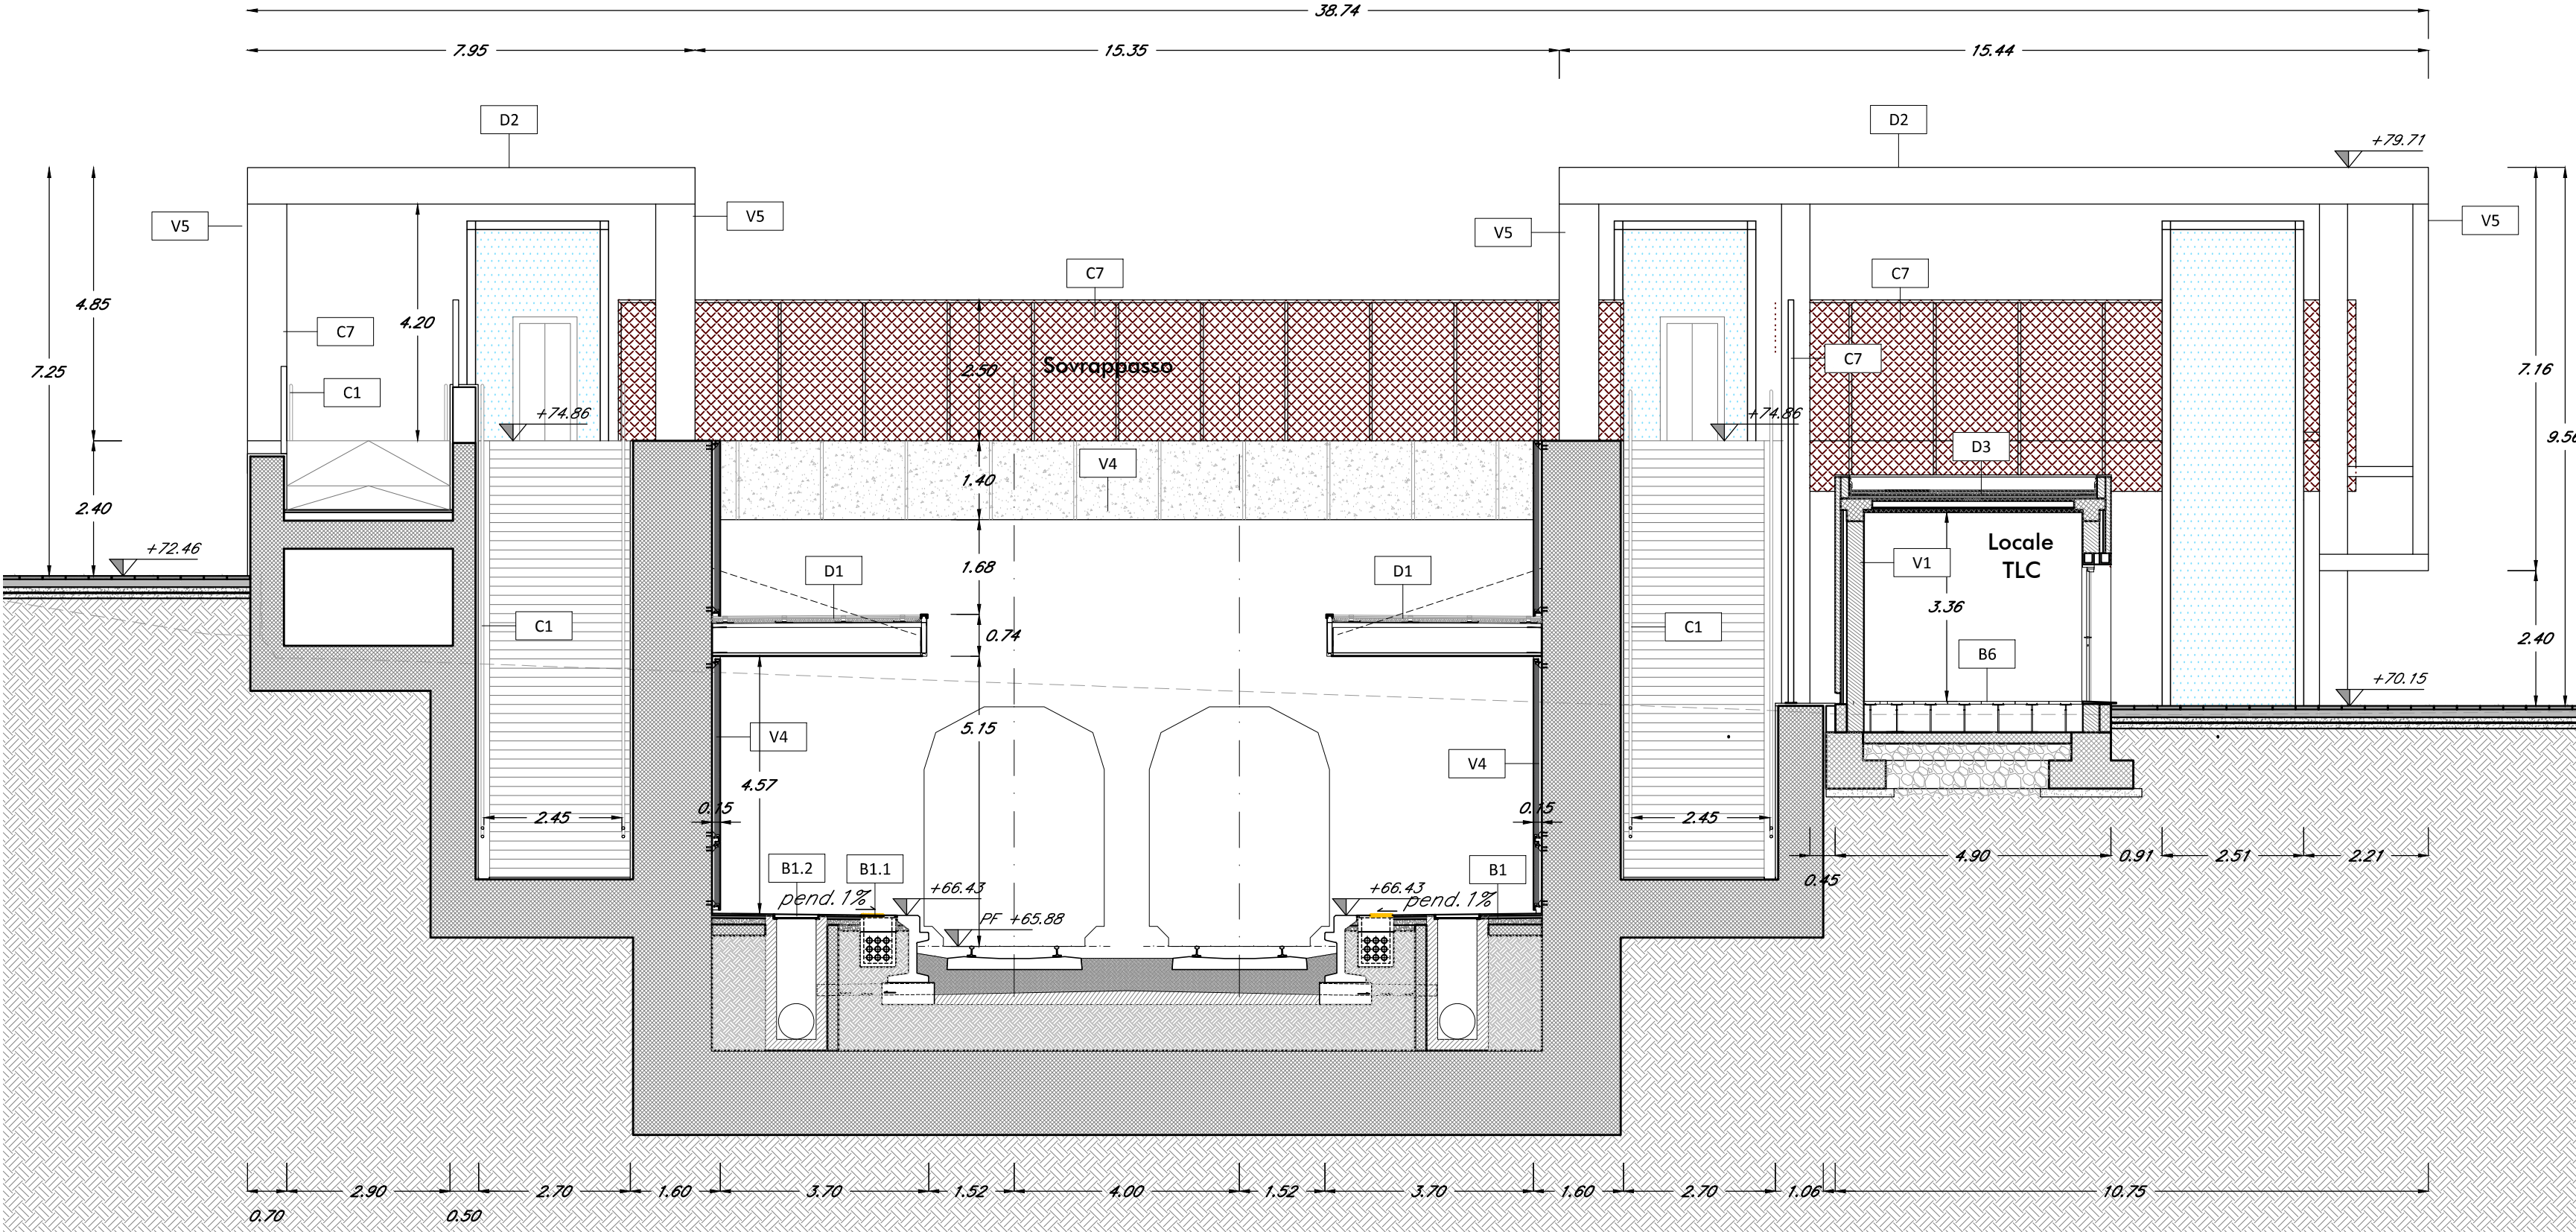 38.74
7.95
15.35
15.44
D2
D2
+79.71
V5
V5
V5
V5
C7
C7
4.85
4.20
C7
C7
7.25
2.50
Sovrappasso
7.16
C1
+74.86
+74.86
9.56
D3
V4
1.40
2.40
Locale
TLC
+72.46
1.68
D1
D1
V1
3.36
C1
0.74
C1
2.40
B6
+70.15
V4
5.15
V4
4.57
0.15
0.15
2.45
2.45
4.90
0.91
2.51
2.21
0.45
B1.2
B1.1
B1
+66.43
+66.43
pend. 1%
pend. 1%
PF +65.88
2.90
2.70
1.60
3.70
1.52
4.00
1.52
3.70
1.60
2.70
1.06
10.75
0.70
0.50